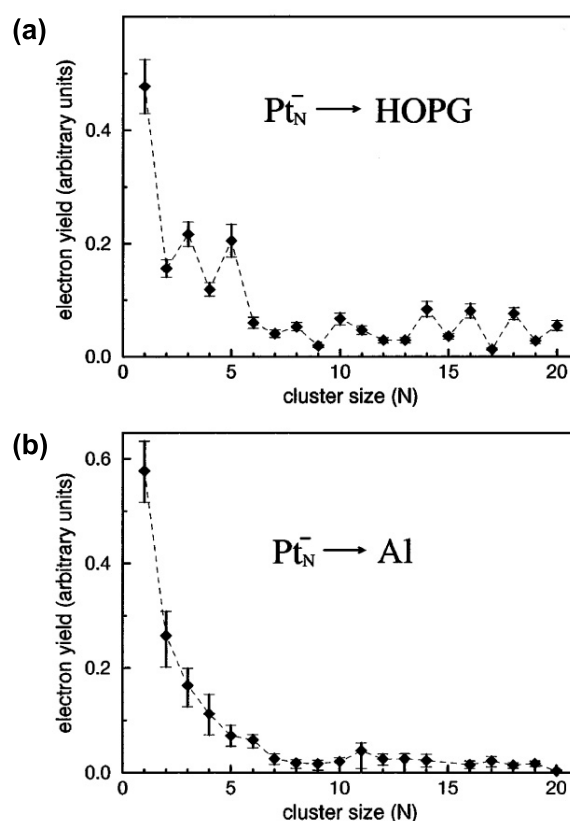 (a)
electron yield (arbitrary units)
0.4
0.2
0.0
Pt⁻N → HOPG
0 5 10 15 20
cluster size (N)
(b)
electron yield (arbitrary units)
0.6
0.4
0.2
0.0
Pt⁻N → Al
0 5 10 15 20
cluster size (N)